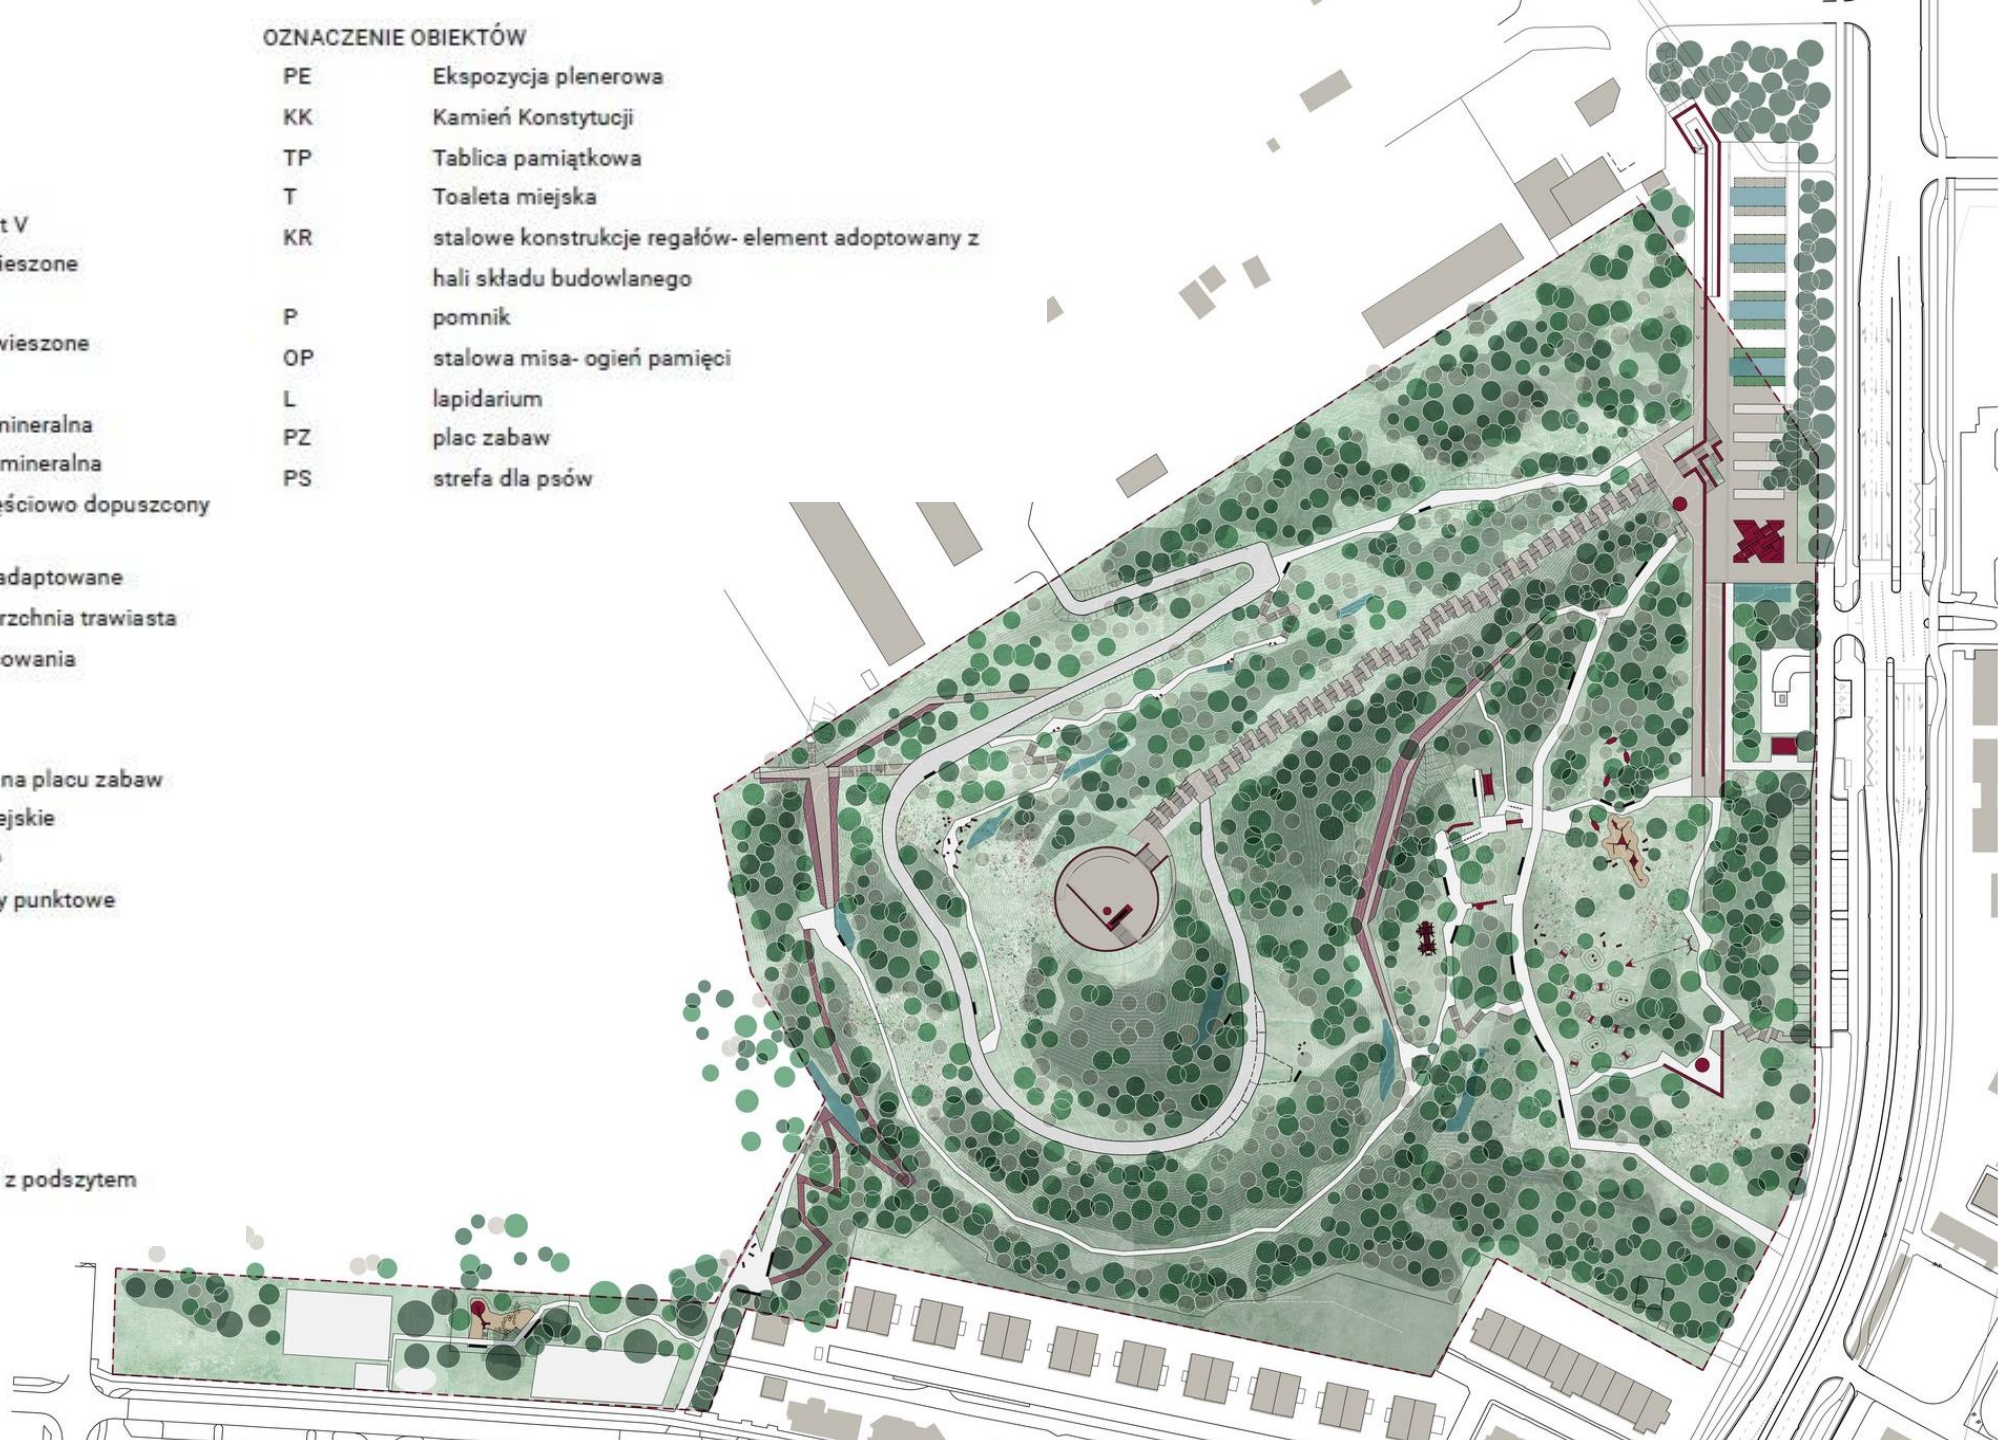 OZNACZENIE OBIEKTÓW
PE Ekspozycja plenerowa
KK Kamień Konstytucji
TP Tablica pamiątkowa
T Toaleta miejska
KR stalowe konstrukcje regałów- element adoptowany z
hali składu budowlanego
P pomnik
OP stalowa misa- ogień pamięci
L lapidarium
PZ plac zabaw
PS strefa dla psów
t V
ieszone
wieszone
mineralna
mineralna
ęściowo dopuszcony
adaptowane
rzchnia trawiasta
owania
na placu zabaw
ejskie
y punktowe
z podszytem